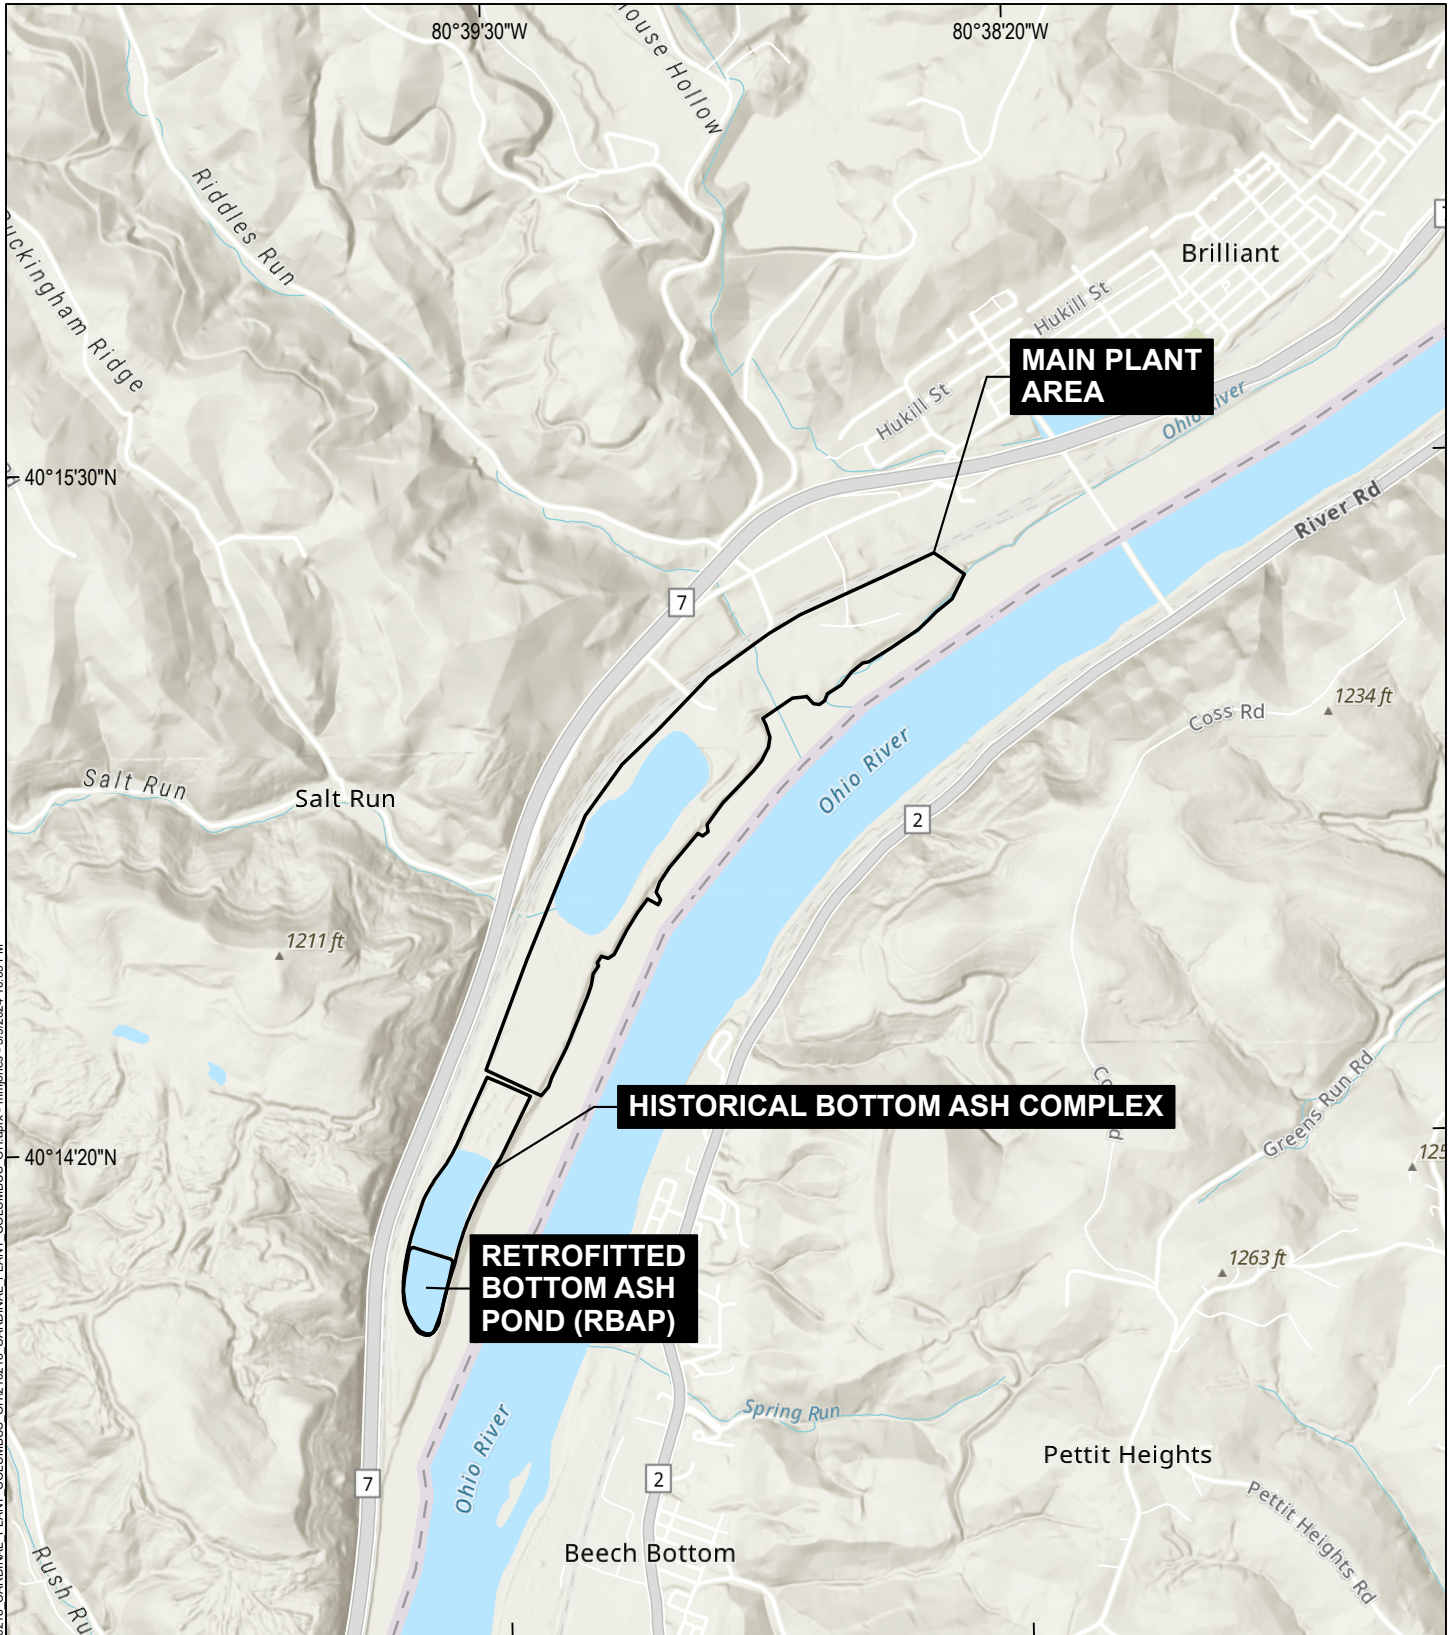 80°39'30"W
80°38'20"W
House Hollow
Riddles Run
Buckingham Ridge
Brilliant
Hukill St
MAIN PLANT
AREA
Hukill St
Ohio River
40°15'30"N
River Rd
7
1234 ft
Coss Rd
Ohio River
Salt Run
Salt Run
2
1211 ft
HISTORICAL BOTTOM ASH COMPLEX
Greens Run Rd
40°14'20"N
RETROFITTED
BOTTOM ASH
POND (RBAP)
1263 ft
Spring Run
Ohio River
Pettit Heights
7
2
Pettit Heights Rd
Beech Bottom
Rush Ru